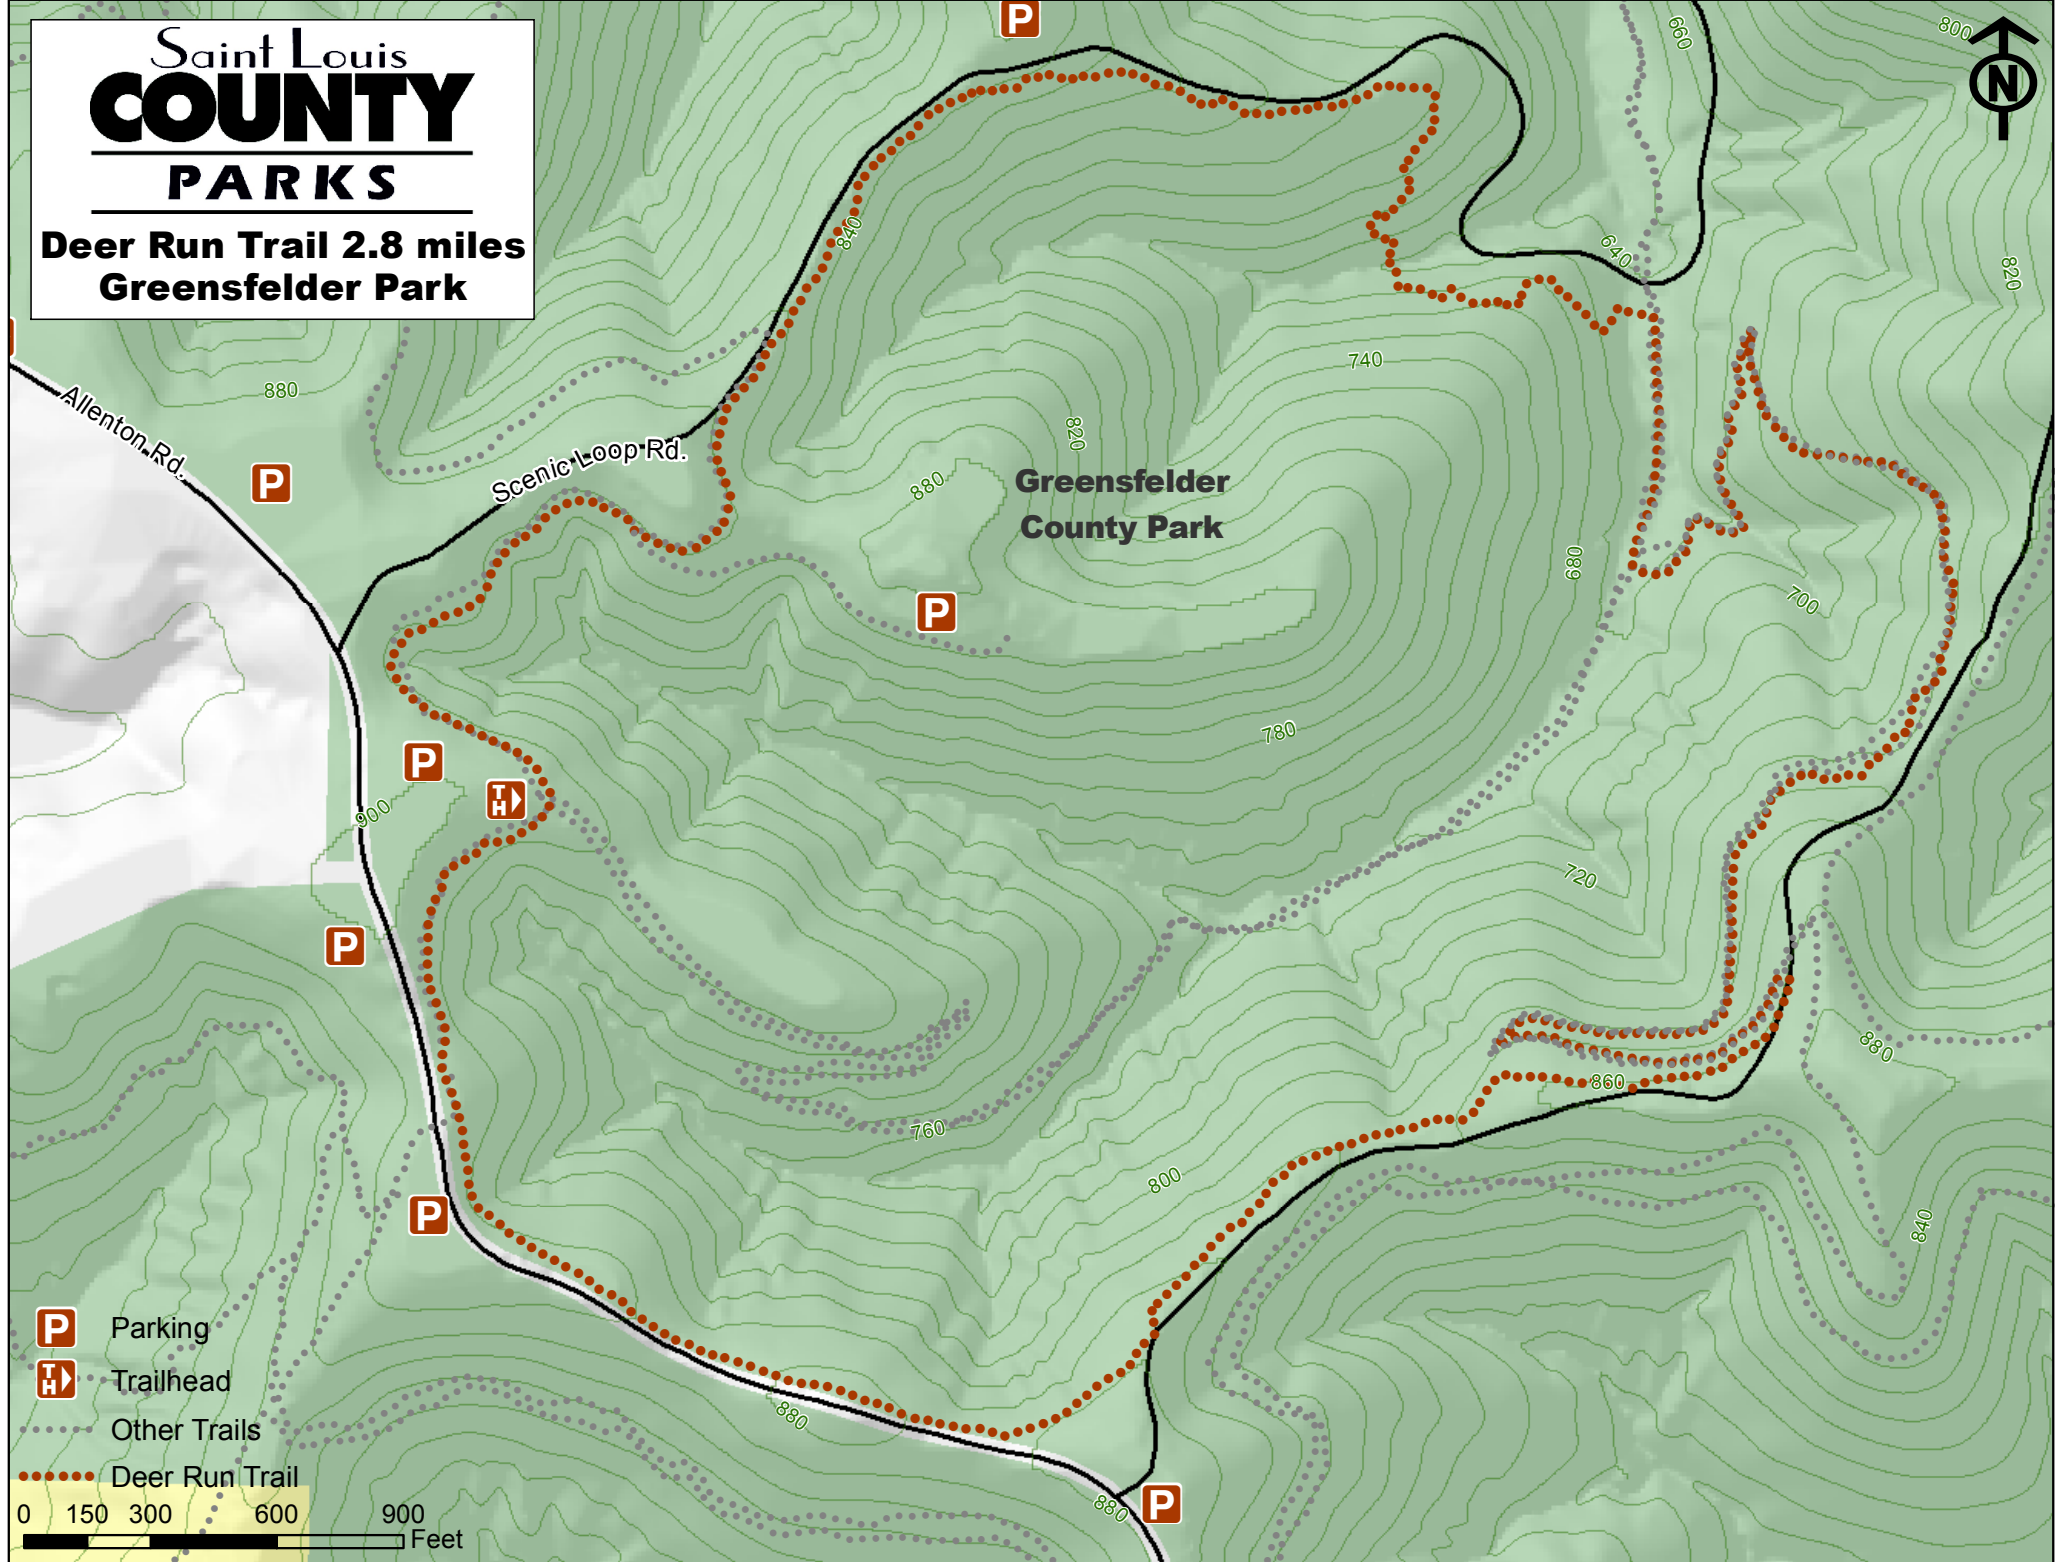 Saint Louis
COUNTY
PARKS
Deer Run Trail 2.8 miles
Greensfelder Park
P
660
800
N
840
640
820
880
740
Allenton Rd.
P
Scenic Loop Rd.
880
820
Greensfelder
County Park
680
700
P
780
P
TH
900
720
P
880
860
760
800
840
P
P Parking
TH Trailhead
Other Trails
Deer Run Trail
880
880
P
0 150 300 600 900
Feet